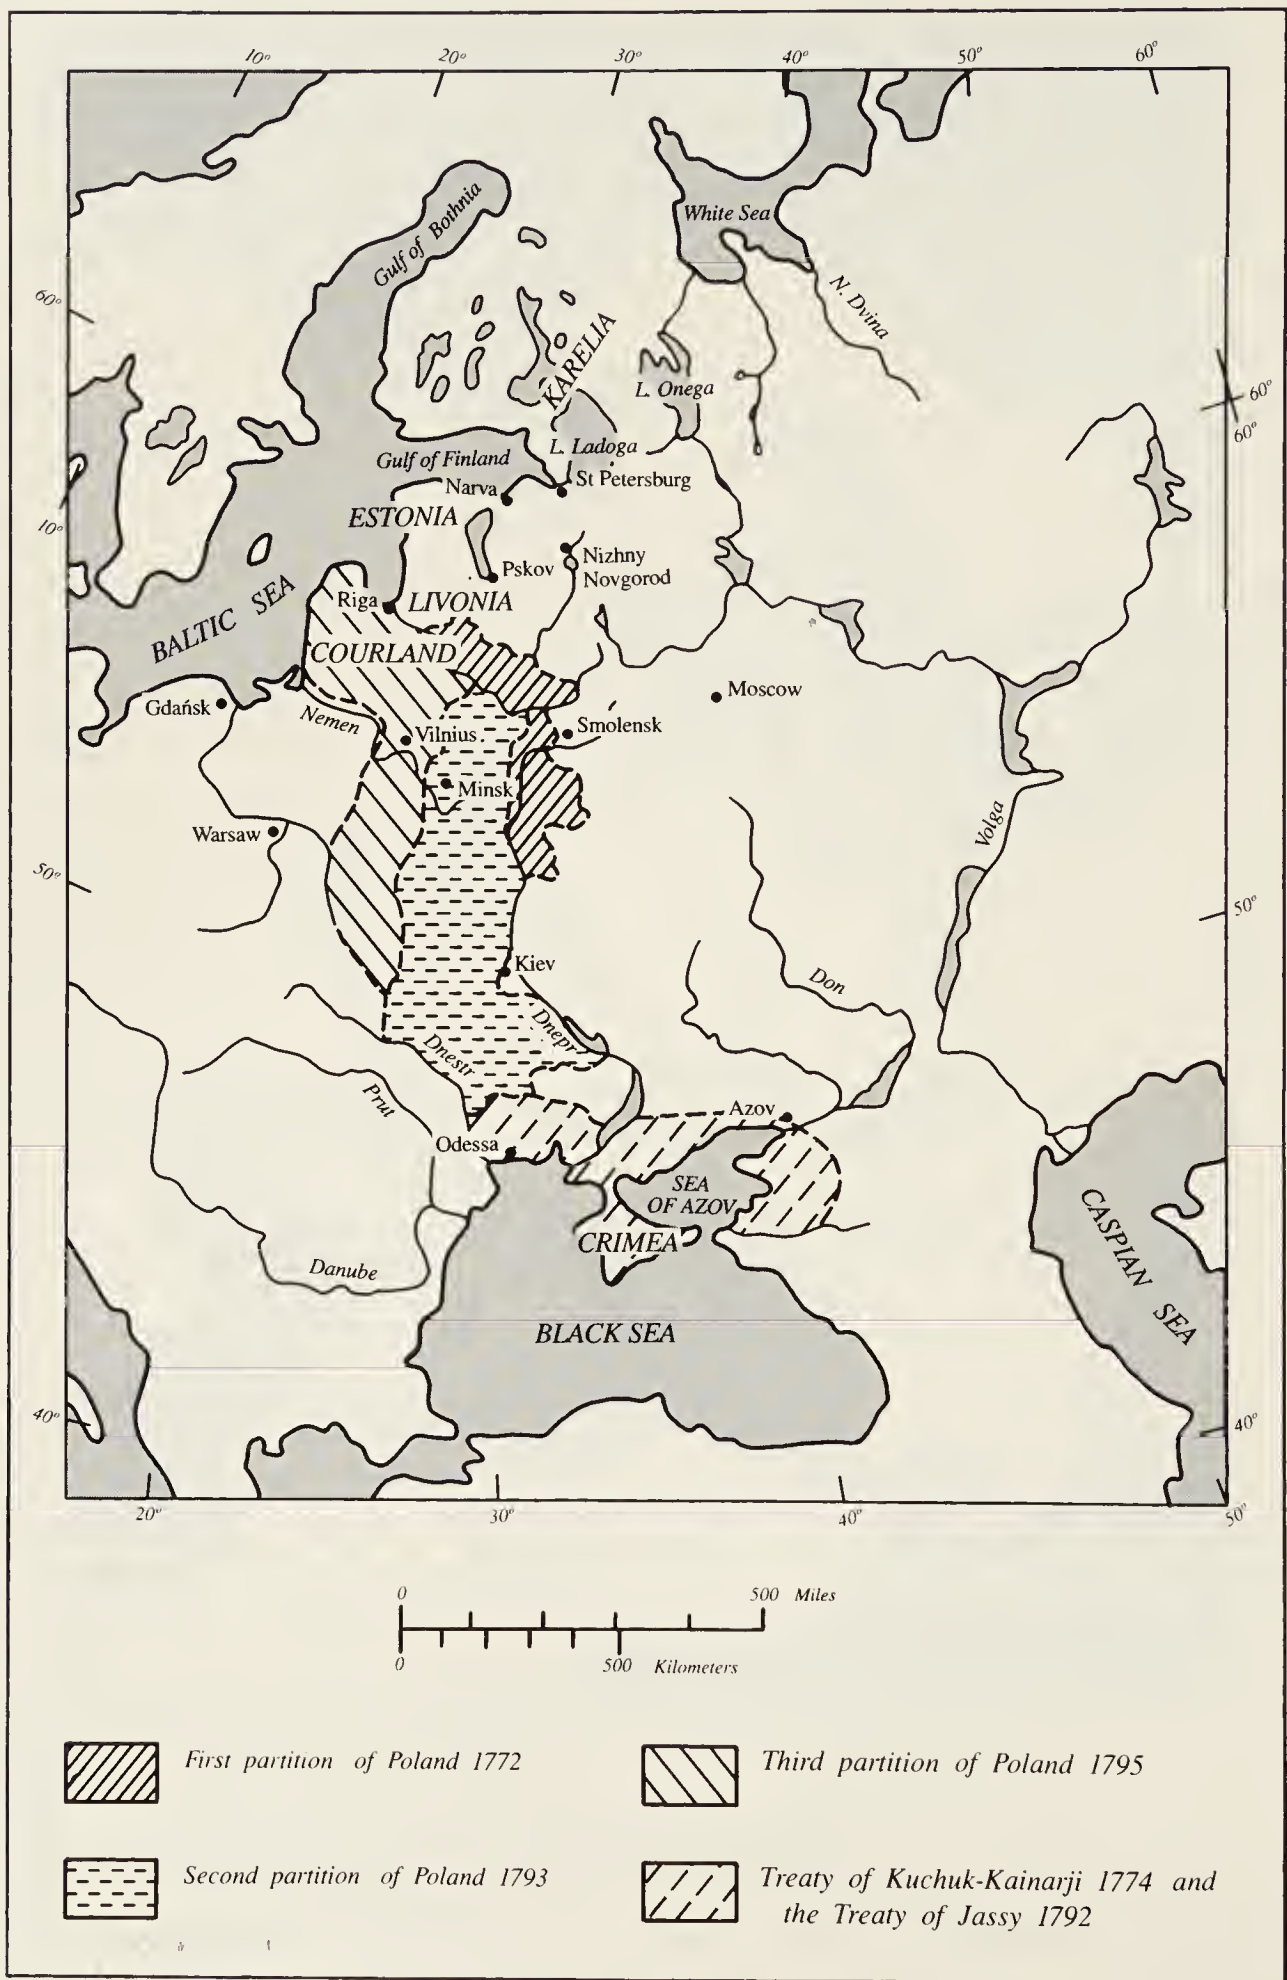 10°
20°
30°
40°
50°
60°
White Sea
Gulf of Bothnia
N. Dvina
60°
KARELIA
L. Onega
60°
60°
L. Ladoga
Gulf of Finland
St Petersburg
Narva
ESTONIA
10°
Nizhny
Novgorod
Pskov
BALTIC SEA
Riga
LIVONIA
COURLAND
Moscow
Gdańsk
Nemen
Vilnius
Smolensk
Minsk
Warsaw
Volga
50°
50°
Kiev
Don
Dnepr
Dnestr
Prut
Azov
Odessa
SEA
OF AZOV
CRIMEA
CASPIAN SEA
Danube
BLACK SEA
40°
40°
20°
30°
40°
50°
0
500 Miles
0
500 Kilometers
First partition of Poland 1772
Third partition of Poland 1795
Second partition of Poland 1793
Treaty of Kuchuk-Kainarji 1774 and
the Treaty of Jassy 1792